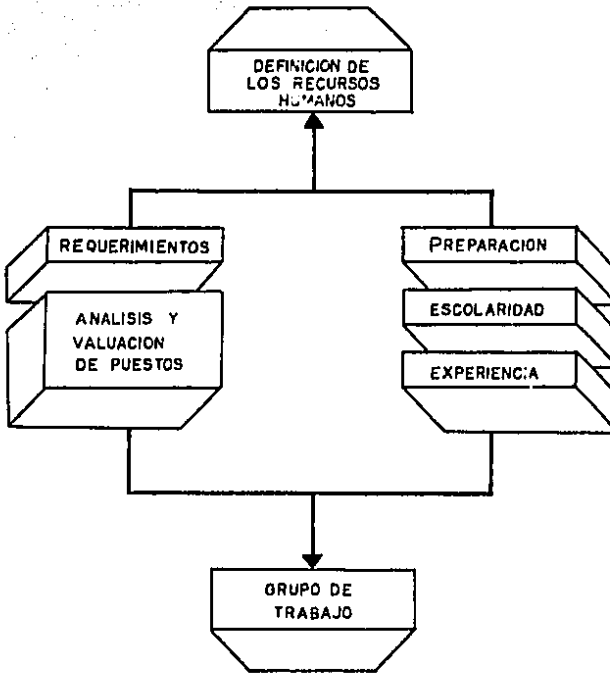 DEFINICION DE
LOS RECURSOS
HUMANOS
REQUERIMIENTOS
ANALISIS Y
VALUACION
DE PUESTOS
PREPARACION
ESCOLARIDAD
EXPERIENCIA
GRUPO DE
TRABAJO